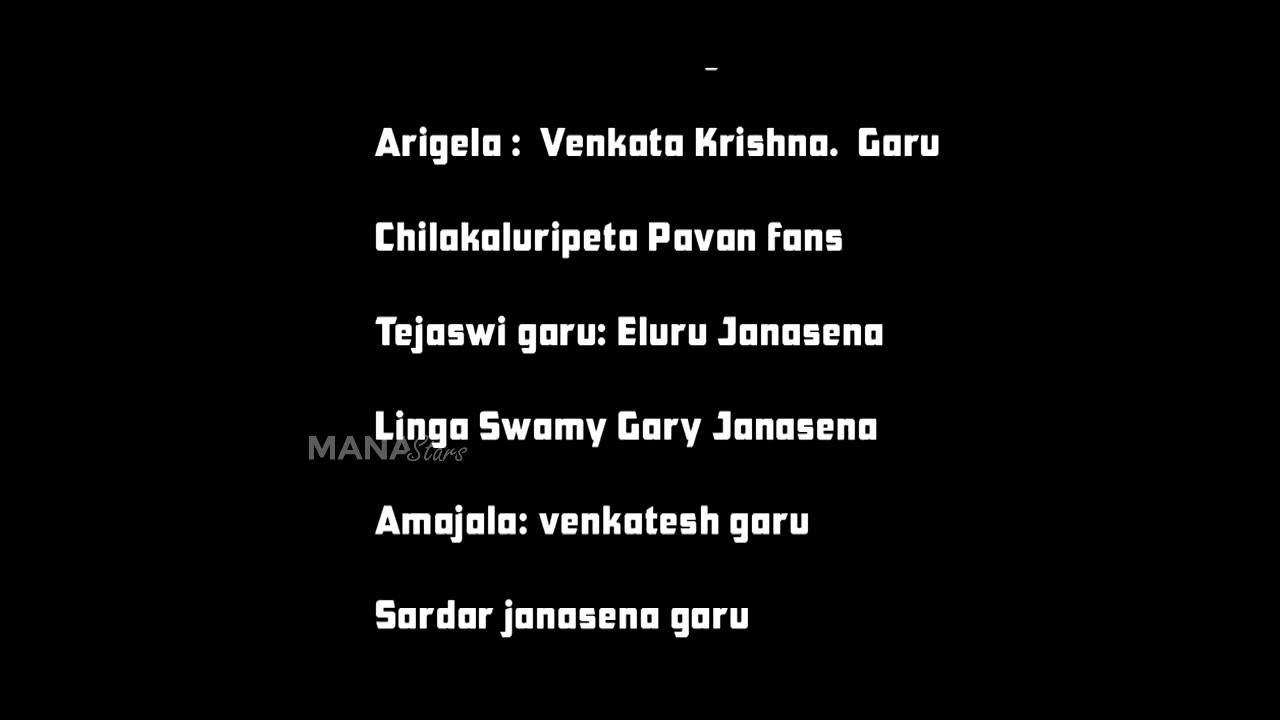 Arigela :  Venkata Krishna.  Garu
Chilakaluripeta Pavan fans
Tejaswi garu: Eluru Janasena
Linga Swamy Gary Janasena
MANA Stars
Amajala: venkatesh garu
Sardar janasena garu